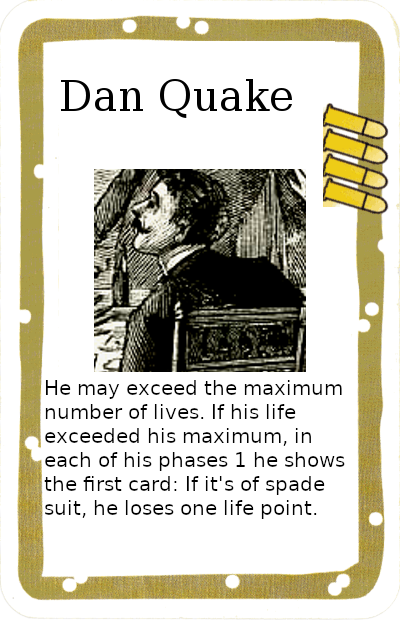 Dan Quake
He may exceed the maximum
number of lives. If his life
exceeded his maximum, in
each of his phases 1 he shows
the first card: If it's of spade
suit, he loses one life point.